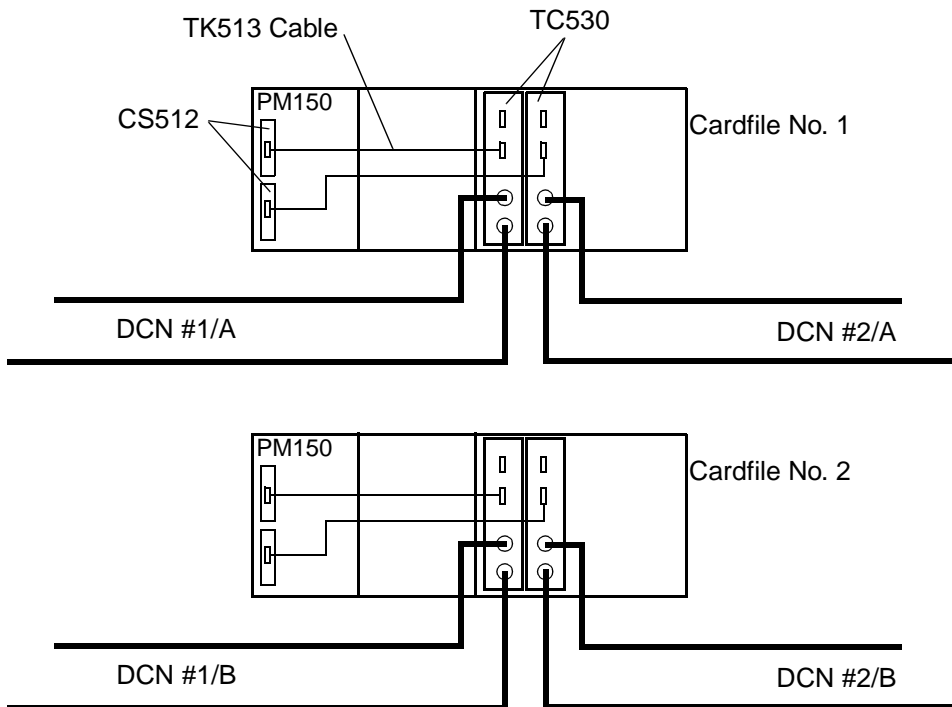 TK513 Cable
TC530
PM150
CS512
Cardfile No. 1
DCN #1/A
DCN #2/A
PM150
Cardfile No. 2
DCN #1/B
DCN #2/B